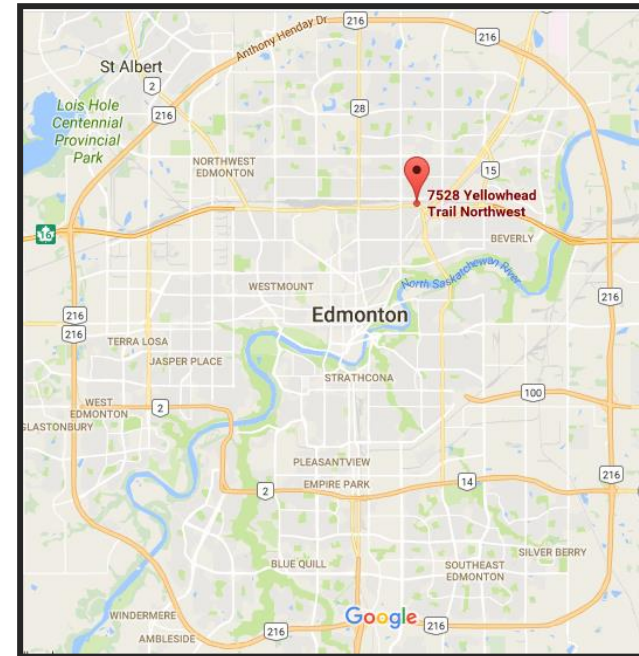 216
216
Anthony Henday Dr
St Albert
2
Lois Hole
Centennial
Provincial
Park
216
28
NORTHWEST
EDMONTON
15
7528 Yellowhead
Trail Northwest
16
BEVERLY
North Saskatchewan River
WESTMOUNT
216
Edmonton
216
216
TERRA LOSA
JASPER PLACE
STRATHCONA
100
WEST
EDMONTON
2
GLASTONBURY
PLEASANTVIEW
216
EMPIRE PARK
14
2
SILVER BERRY
BLUE QUILL
SOUTHEAST
EDMONTON
WINDERMERE
Google
216
216
AMBLESIDE